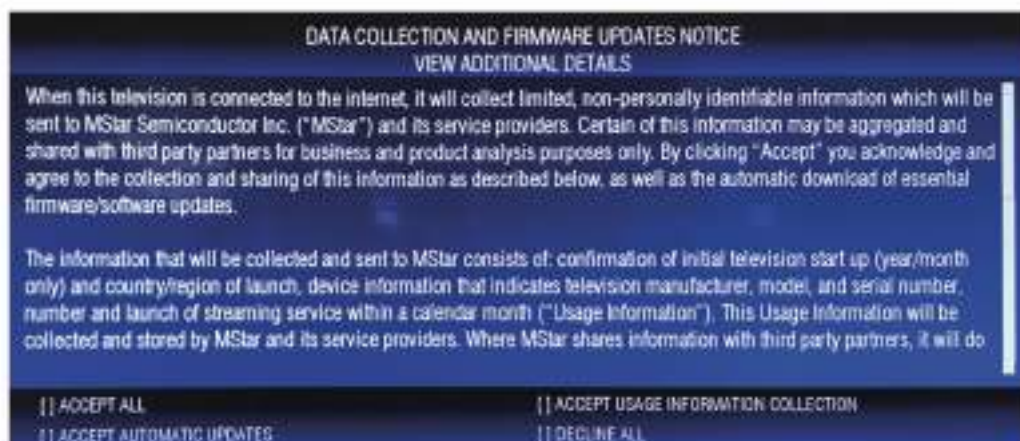 DATA COLLECTION AND FIRMWARE UPDATES NOTICE
VIEW ADDITIONAL DETAILS
When this television is connected to the internet, it will collect limited, non-personally identifiable information which will be
sent to MStar Semiconductor Inc. ("MStar") and its service providers. Certain of this information may be aggregated and
shared with third party partners for business and product analysis purposes only. By clicking "Accept" you acknowledge and
agree to the collection and sharing of this information as described below, as well as the automatic download of essential
firmware/software updates.
The information that will be collected and sent to MStar consists of: confirmation of initial television start up (year/month
only) and country/region of launch, device information that indicates television manufacturer, model, and serial number,
number and launch of streaming service within a calendar month ("Usage Information"). This Usage Information will be
collected and stored by MStar and its service providers. Where MStar shares information with third party partners, it will do
[ ] ACCEPT ALL
[ ] ACCEPT USAGE INFORMATION COLLECTION
[ ] ACCEPT AUTOMATIC UPDATES
[ ] DECLINE ALL